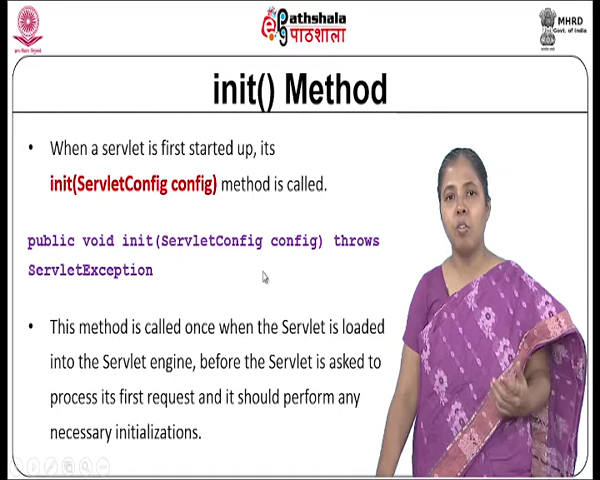 ePathshala
पाठशाला
MHRD
Govt. of India
init() Method
• When a servlet is first started up, its
init(ServletConfig config) method is called.
public void init(ServletConfig config) throws
ServletException
• This method is called once when the Servlet is loaded
into the Servlet engine, before the Servlet is asked to
process its first request and it should perform any
necessary initializations.